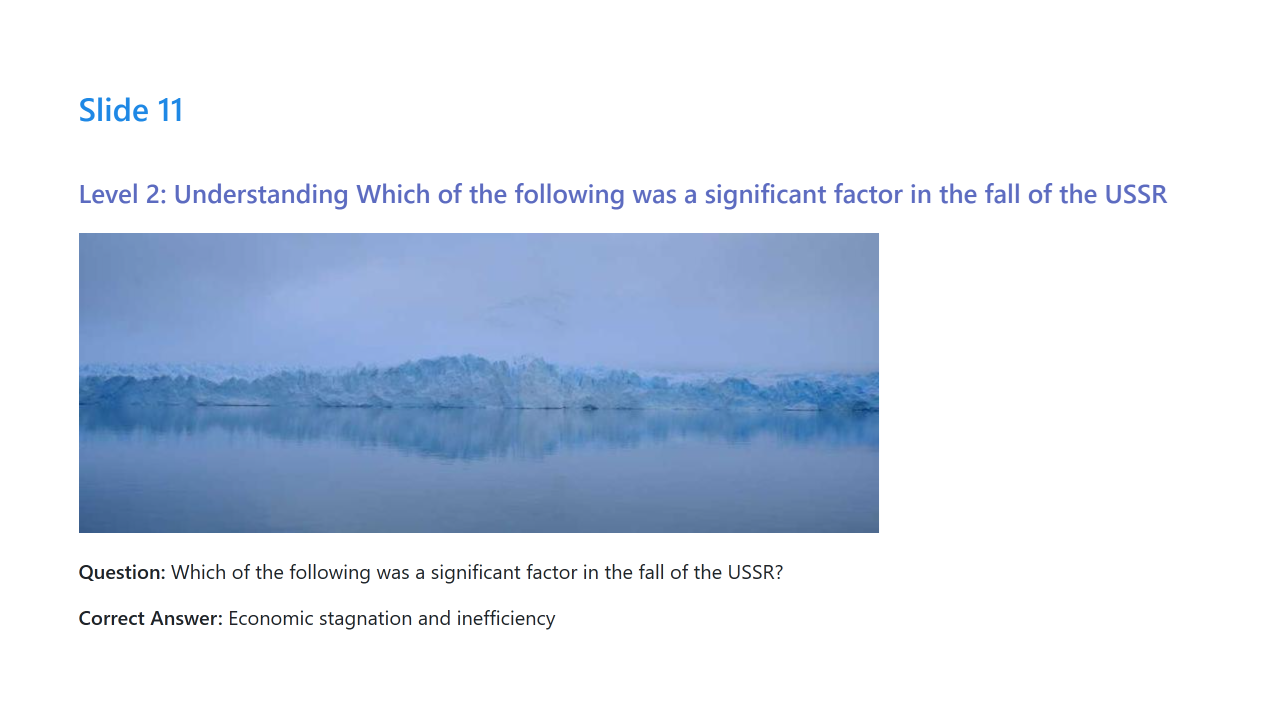 Slide 11
Level 2: Understanding Which of the following was a significant factor in the fall of the USSR
Question: Which of the following was a significant factor in the fall of the USSR?
Correct Answer: Economic stagnation and inefficiency